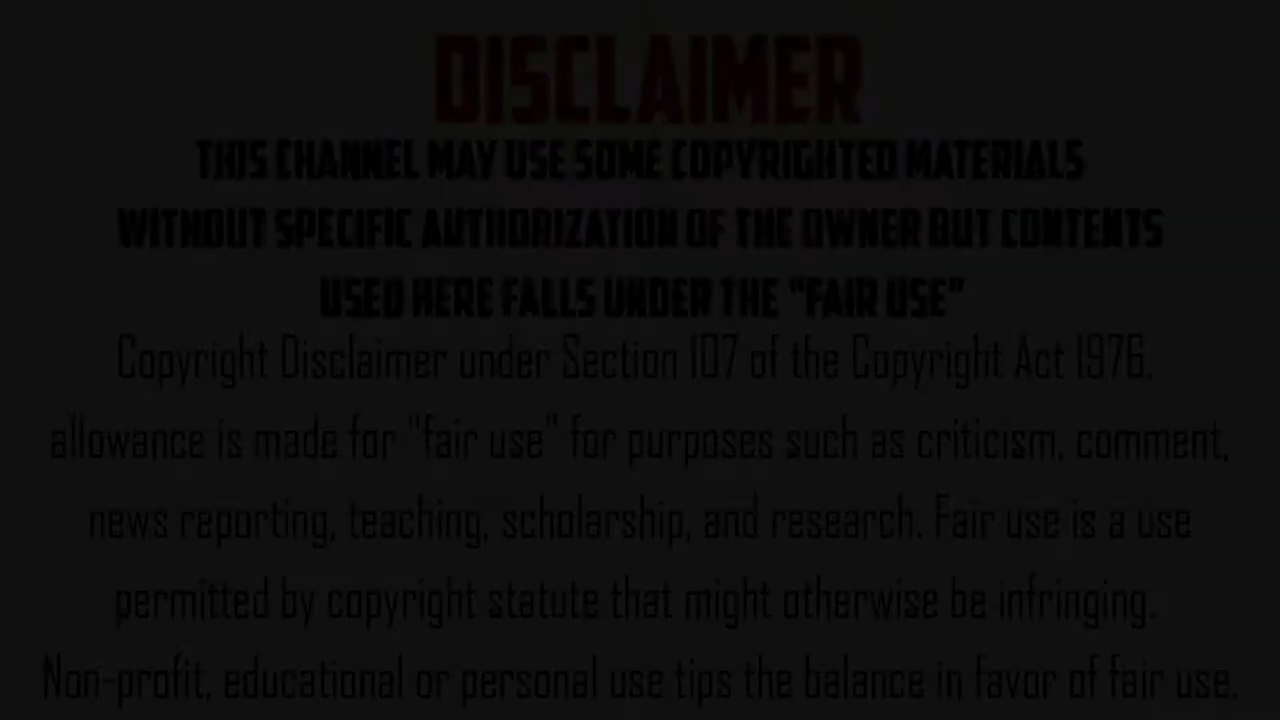 DISCLAIMER
THIS CHANNEL MAY USE SOME COPYRIGHTED MATERIALS
WITHOUT SPECIFIC AUTHORIZATION OF THE OWNER BUT CONTENTS
USED HERE FALLS UNDER THE "FAIR USE"
Copyright Disclaimer under Section 107 of the Copyright Act 1976,
allowance is made for "fair use" for purposes such as criticism, comment,
news reporting, teaching, scholarship, and research. Fair use is a use
permitted by copyright statute that might otherwise be infringing.
Non-profit, educational or personal use tips the balance in favor of fair use.